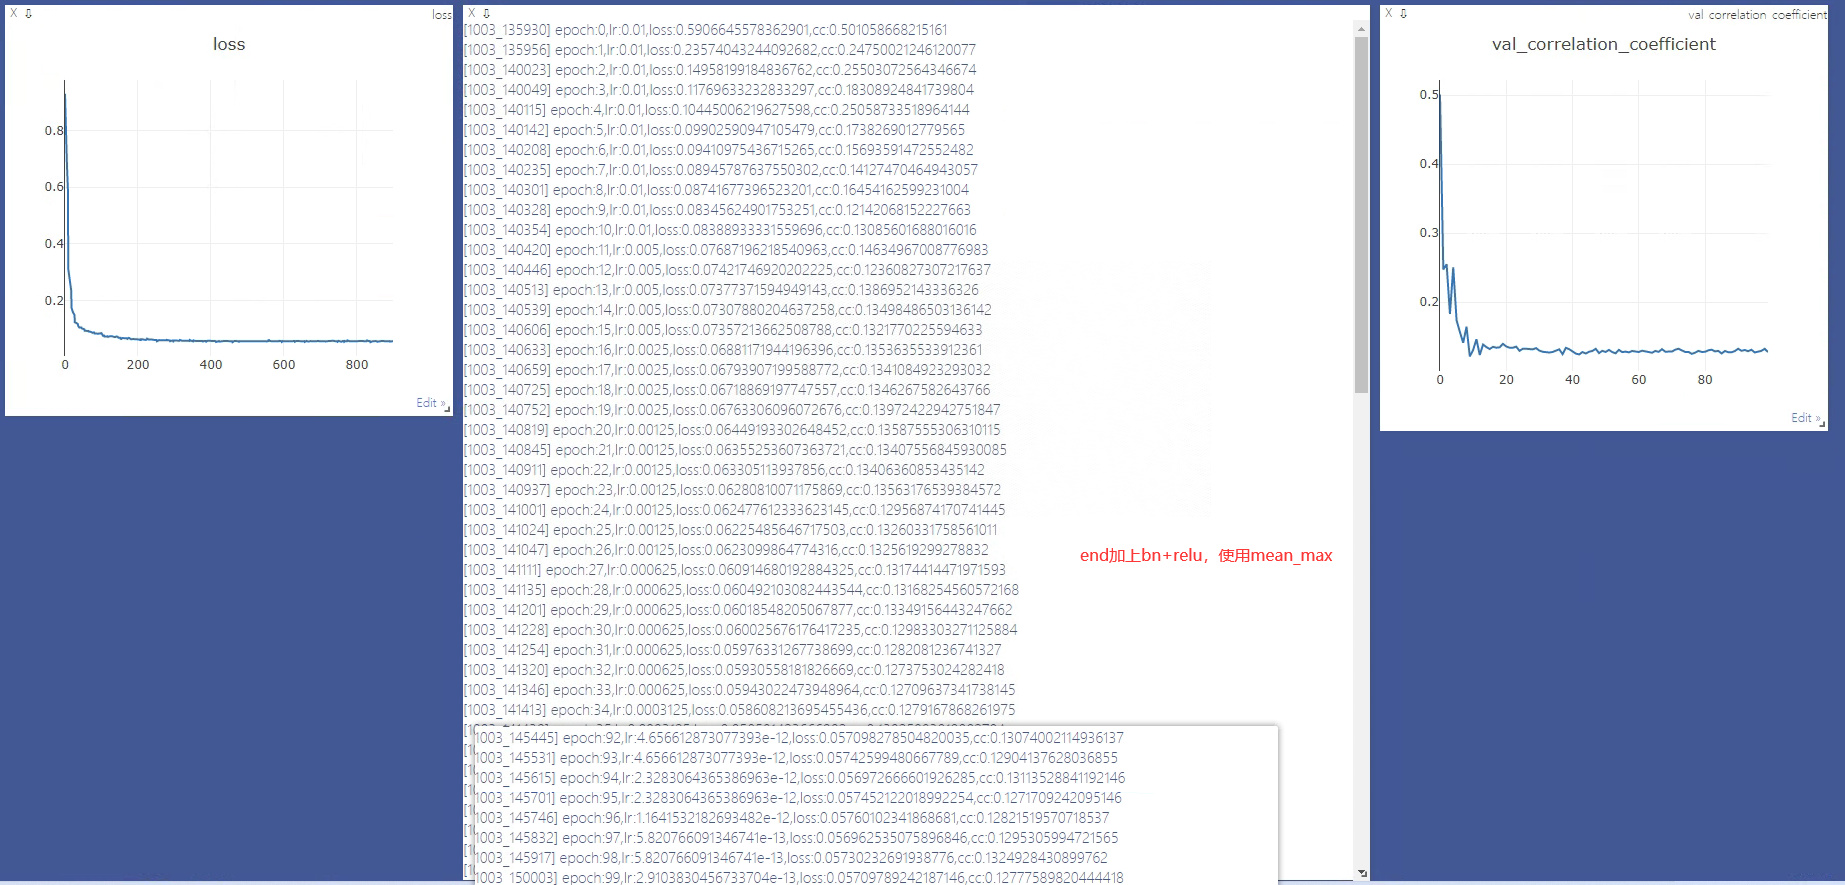 loss
loss
0.8
0.6
0.4
0.2
0 200 400 600 800
Edit »
[1003_135930] epoch:0,lr:0.01,loss:0.5906645578362901,cc:0.501058668215161
[1003_135956] epoch:1,lr:0.01,loss:0.23574043244092682,cc:0.24750021246120077
[1003_140023] epoch:2,lr:0.01,loss:0.14958199184836762,cc:0.25503072564346674
[1003_140049] epoch:3,lr:0.01,loss:0.11769633232833297,cc:0.18308924841739804
[1003_140115] epoch:4,lr:0.01,loss:0.10445006219627598,cc:0.25058733518964144
[1003_140142] epoch:5,lr:0.01,loss:0.09902590947105479,cc:0.1738269012779565
[1003_140208] epoch:6,lr:0.01,loss:0.09410975436715265,cc:0.15693591472552482
[1003_140235] epoch:7,lr:0.01,loss:0.08945787637550302,cc:0.14127470464943057
[1003_140301] epoch:8,lr:0.01,loss:0.08741677396523201,cc:0.16454162599231004
[1003_140328] epoch:9,lr:0.01,loss:0.08345624901753251,cc:0.12142068152227663
[1003_140354] epoch:10,lr:0.01,loss:0.08388933331559696,cc:0.13085601688016016
[1003_140420] epoch:11,lr:0.005,loss:0.07687196218540963,cc:0.14634967008776983
[1003_140446] epoch:12,lr:0.005,loss:0.07421746920202225,cc:0.12360827307217637
[1003_140513] epoch:13,lr:0.005,loss:0.07377371594949143,cc:0.1386952143336326
[1003_140539] epoch:14,lr:0.005,loss:0.07307880204637258,cc:0.13498486503136142
[1003_140606] epoch:15,lr:0.005,loss:0.07357213662508788,cc:0.1321770225594633
[1003_140633] epoch:16,lr:0.0025,loss:0.06881171944196396,cc:0.1353635533912361
[1003_140659] epoch:17,lr:0.0025,loss:0.06793907199588772,cc:0.1341084923293032
[1003_140725] epoch:18,lr:0.0025,loss:0.06718869197747557,cc:0.1346267582643766
[1003_140752] epoch:19,lr:0.0025,loss:0.06763306096072676,cc:0.13972422942751847
[1003_140819] epoch:20,lr:0.00125,loss:0.06449193302648452,cc:0.13587555306310115
[1003_140845] epoch:21,lr:0.00125,loss:0.06355253607363721,cc:0.13407556845930085
[1003_140911] epoch:22,lr:0.00125,loss:0.063305113937856,cc:0.13406360853435142
[1003_140937] epoch:23,lr:0.00125,loss:0.06280810071175869,cc:0.13563176539384572
[1003_141001] epoch:24,lr:0.00125,loss:0.062477612333623145,cc:0.12956874170741445
[1003_141024] epoch:25,lr:0.00125,loss:0.06225485646717503,cc:0.13260331758561011
[1003_141047] epoch:26,lr:0.00125,loss:0.0623099864774316,cc:0.1325619299278832
[1003_141111] epoch:27,lr:0.000625,loss:0.060914680192884325,cc:0.13174414471971593
[1003_141135] epoch:28,lr:0.000625,loss:0.060492103082443544,cc:0.13168254560572168
[1003_141201] epoch:29,lr:0.000625,loss:0.06018548205067877,cc:0.13349156443247662
[1003_141228] epoch:30,lr:0.000625,loss:0.060025676176417235,cc:0.12983303271125884
[1003_141254] epoch:31,lr:0.000625,loss:0.05976331267738699,cc:0.1282081236741327
[1003_141320] epoch:32,lr:0.000625,loss:0.05930558181826669,cc:0.1273753024282418
[1003_141346] epoch:33,lr:0.000625,loss:0.05943022473948964,cc:0.12709637341738145
[1003_141413] epoch:34,lr:0.0003125,loss:0.058608213695455436,cc:0.1279167868261975
end加上bn+relu，使用mean_max
1003_145445] epoch:92,lr:4.656612873077393e-12,loss:0.057098278504820035,cc:0.13074002114936137
1003_145531] epoch:93,lr:4.656612873077393e-12,loss:0.05742599480667789,cc:0.12904137628036855
1003_145615] epoch:94,lr:2.3283064365386963e-12,loss:0.056972666601926285,cc:0.13113528841192146
1003_145701] epoch:95,lr:2.3283064365386963e-12,loss:0.057452122018992254,cc:0.1271709242095146
1003_145746] epoch:96,lr:1.1641532182693482e-12,loss:0.05760102341868681,cc:0.12821519570718537
1003_145832] epoch:97,lr:5.820766091346741e-13,loss:0.056962535075896846,cc:0.1295305994721565
1003_145917] epoch:98,lr:5.820766091346741e-13,loss:0.05730232691938776,cc:0.1324928430899762
1003_150003] epoch:99,lr:2.9103830456733704e-13,loss:0.05709789242187146,cc:0.12777589820444418
val_correlation_coefficient
val_correlation_coefficient
0.5
0.4
0.3
0.2
0 20 40 60 80
Edit »